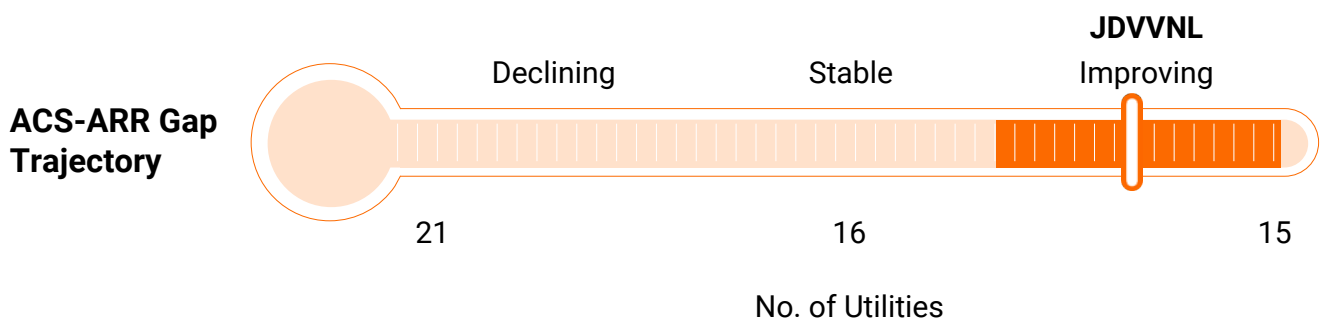 JDVVNL
Declining Stable Improving
ACS-ARR Gap
Trajectory
21 16 15
No. of Utilities